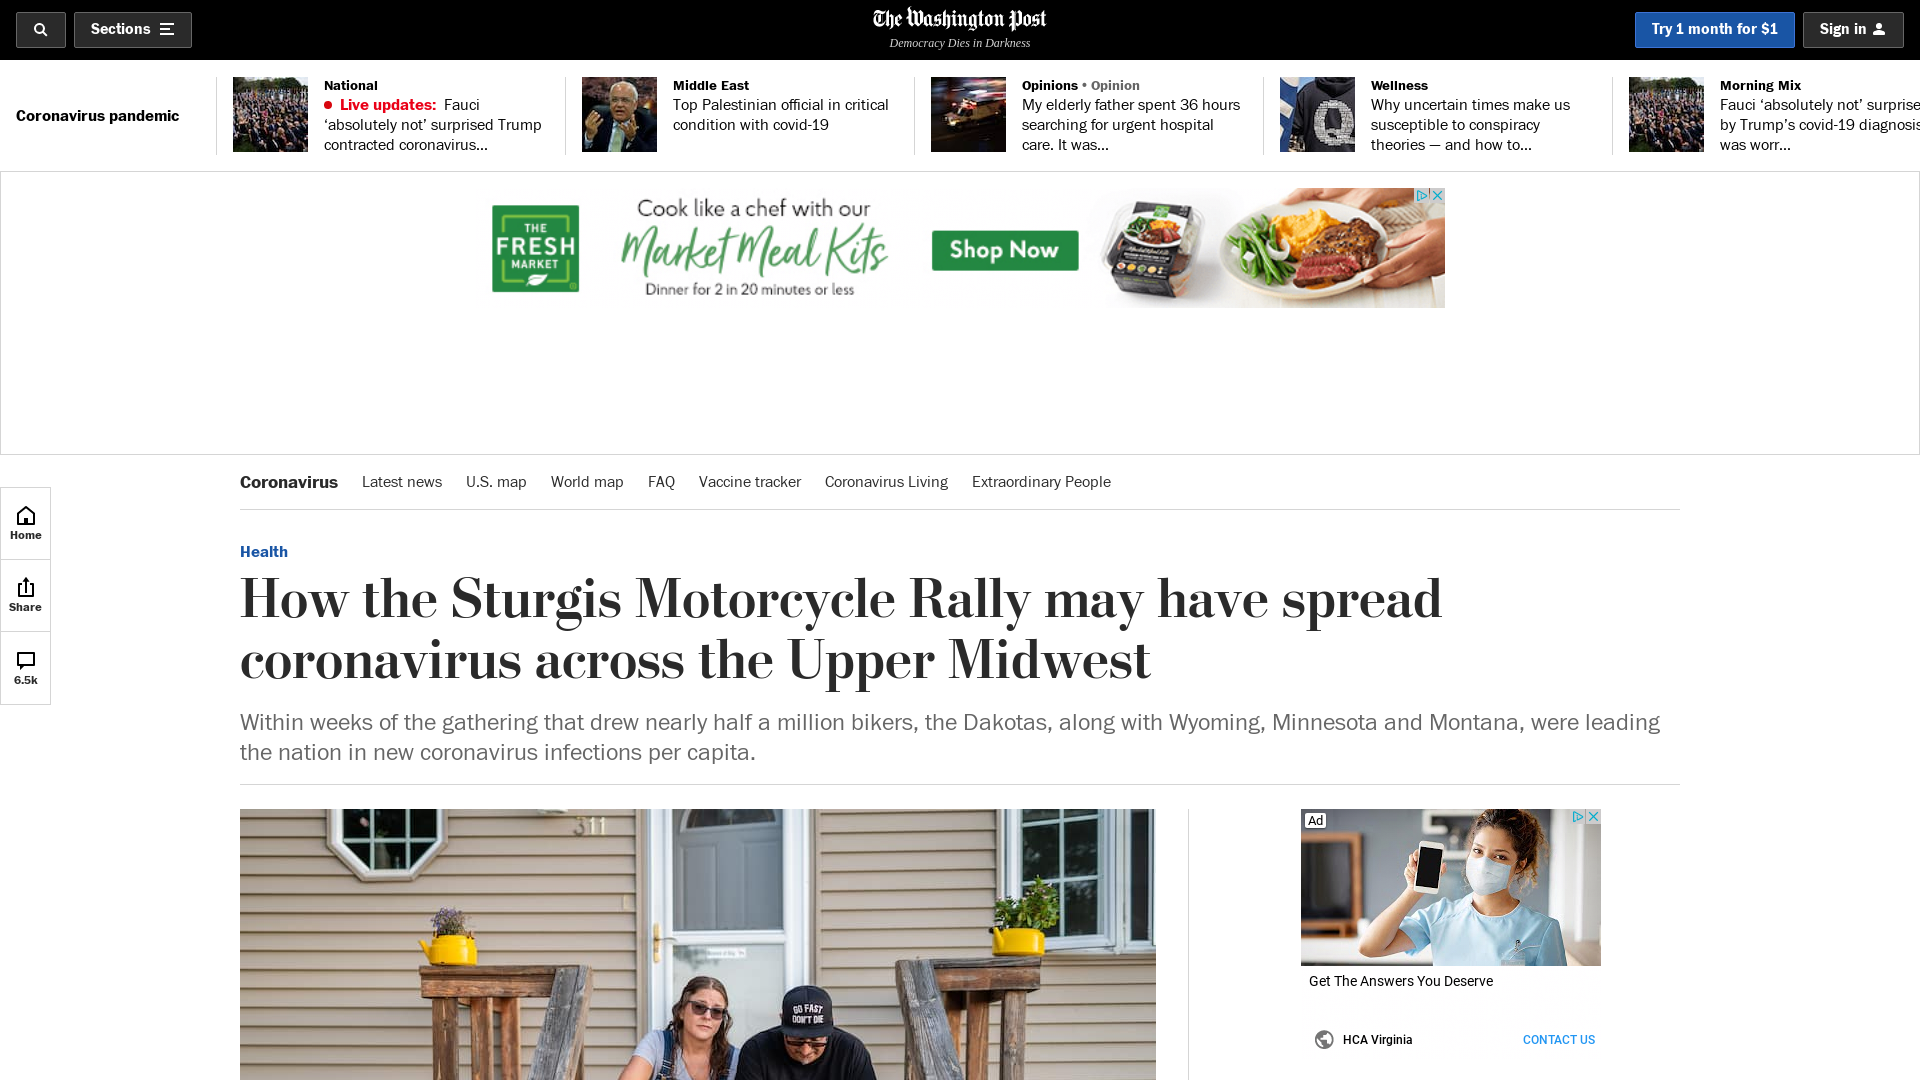 Sections
The Washington Post
Democracy Dies in Darkness
Try 1 month for $1
Sign in
Coronavirus pandemic
National
Live updates: Fauci
‘absolutely not’ surprised Trump
contracted coronavirus...
Middle East
Top Palestinian official in critical
condition with covid-19
Opinions • Opinion
My elderly father spent 36 hours
searching for urgent hospital
care. It was...
Wellness
Why uncertain times make us
susceptible to conspiracy
theories — and how to...
Morning Mix
Fauci ‘absolutely not’ surprise
by Trump’s covid-19 diagnosis
was worr...
THE
FRESH
MARKET
Cook like a chef with our
Market Meal Kits
Dinner for 2 in 20 minutes or less
Shop Now
Coronavirus
Latest news
U.S. map
World map
FAQ
Vaccine tracker
Coronavirus Living
Extraordinary People
Home
Share
6.5k
Health
How the Sturgis Motorcycle Rally may have spread
coronavirus across the Upper Midwest
Within weeks of the gathering that drew nearly half a million bikers, the Dakotas, along with Wyoming, Minnesota and Montana, were leading
the nation in new coronavirus infections per capita.
311
GO FAST
DON'T DIE
Ad
Get The Answers You Deserve
HCA Virginia
CONTACT US